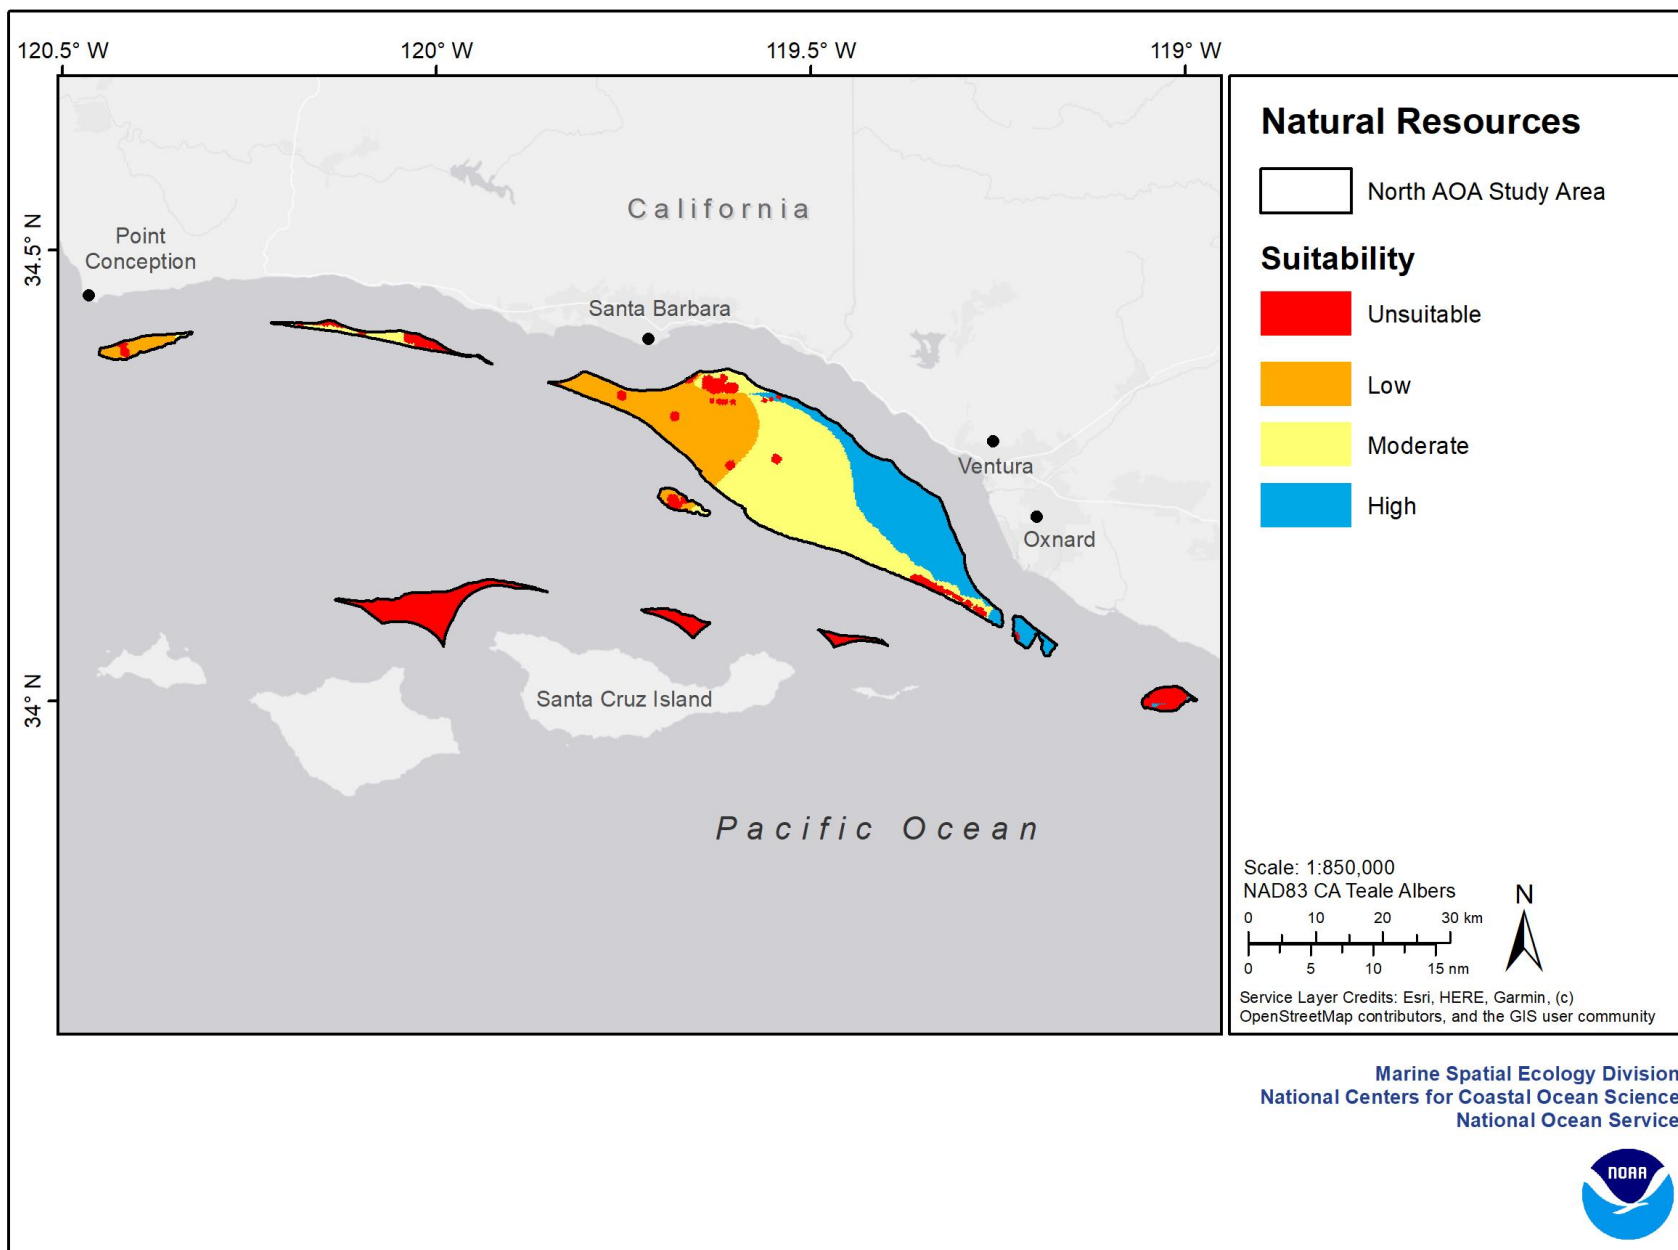 120.5° W
120° W
119.5° W
119° W
34.5° N
34° N
California
Point
Conception
Santa Barbara
Ventura
Oxnard
Santa Cruz Island
Pacific Ocean
Natural Resources
North AOA Study Area
Suitability
Unsuitable
Low
Moderate
High
Scale: 1:850,000
NAD83 CA Teale Albers
N
0 10 20 30 km
0 5 10 15 nm
Service Layer Credits: Esri, HERE, Garmin, (c)
OpenStreetMap contributors, and the GIS user community
Marine Spatial Ecology Division
National Centers for Coastal Ocean Science
National Ocean Service
NOAA